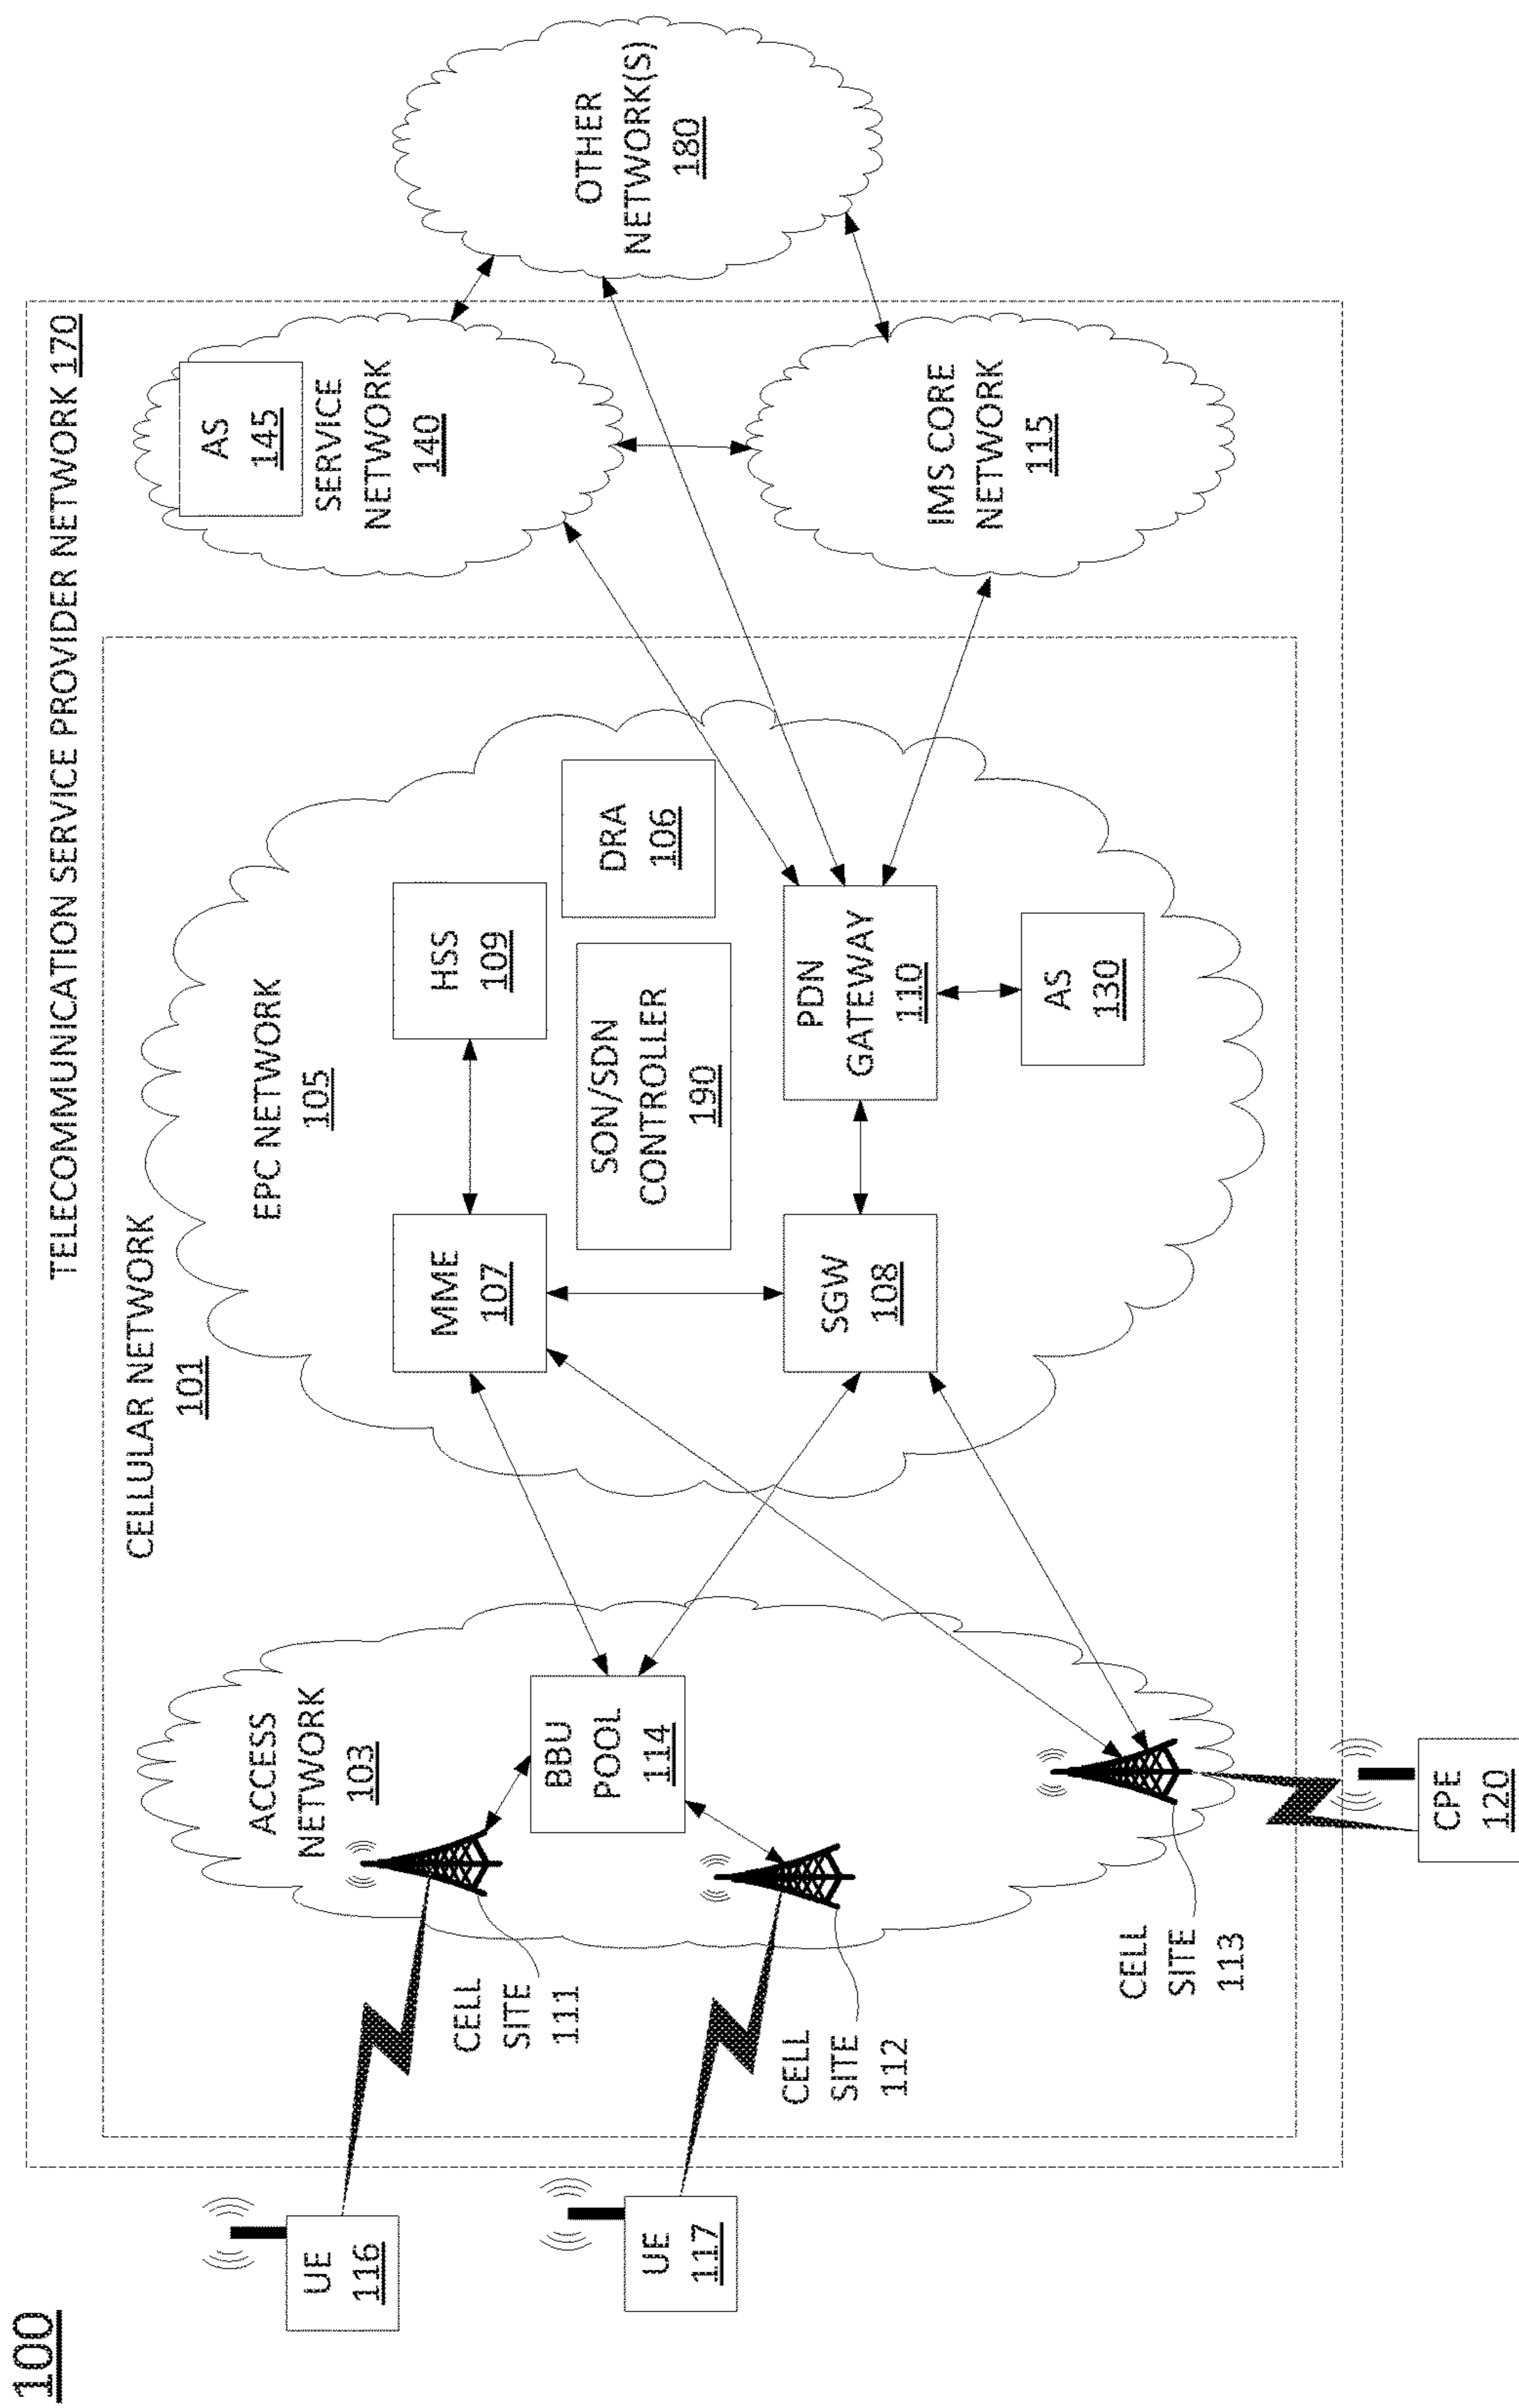 100
TELECOMMUNICATION SERVICE PROVIDER NETWORK 170
CELLULAR NETWORK
101
ACCESS
NETWORK
103
EPC NETWORK
105
UE
116
UE
117
CELL
SITE
111
CELL
SITE
112
CELL
SITE
113
BBU
POOL
114
CPE
120
MME
107
HSS
109
SON/SDN
CONTROLLER
190
DRA
106
SGW
108
PDN
GATEWAY
110
AS
130
AS
145
SERVICE
NETWORK
140
IMS CORE
NETWORK
115
OTHER
NETWORK(S)
180